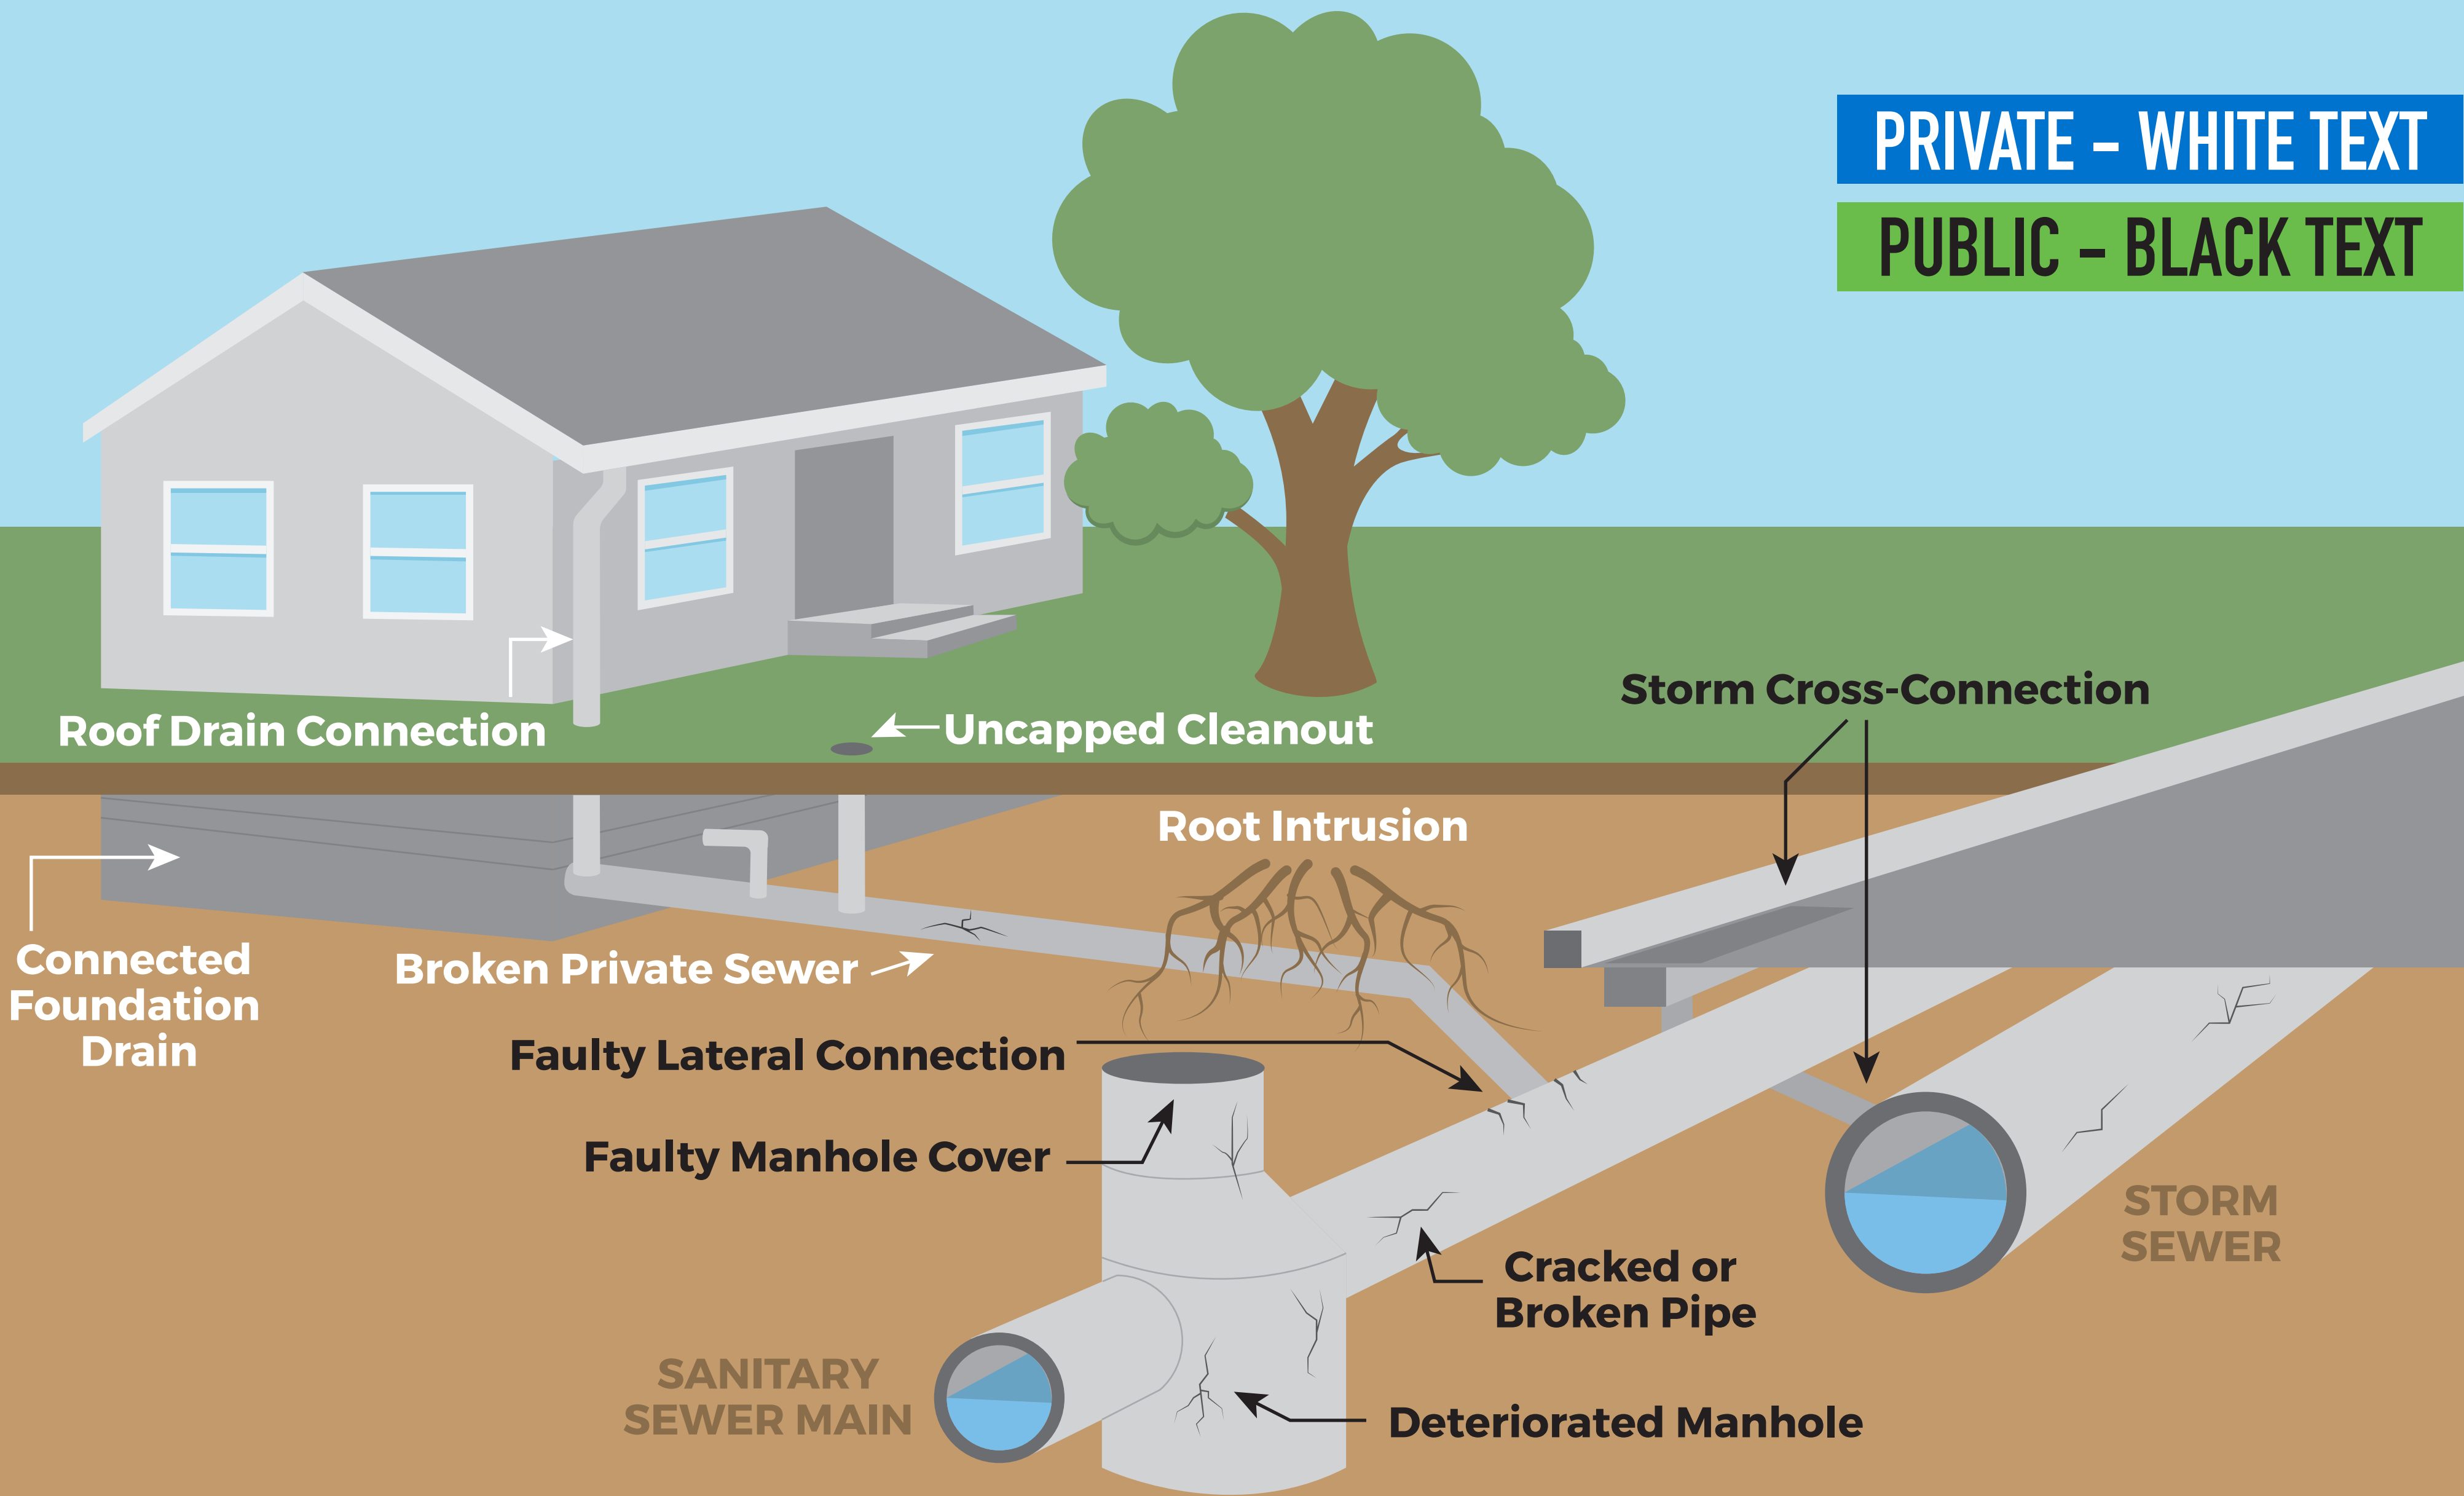 PRIVATE – WHITE TEXT
PUBLIC – BLACK TEXT
Storm Cross-Connection
Roof Drain Connection
Uncapped Cleanout
Root Intrusion
Connected
Foundation
Drain
Broken Private Sewer
Faulty Lateral Connection
Faulty Manhole Cover
STORM
SEWER
Cracked or
Broken Pipe
SANITARY
SEWER MAIN
Deteriorated Manhole